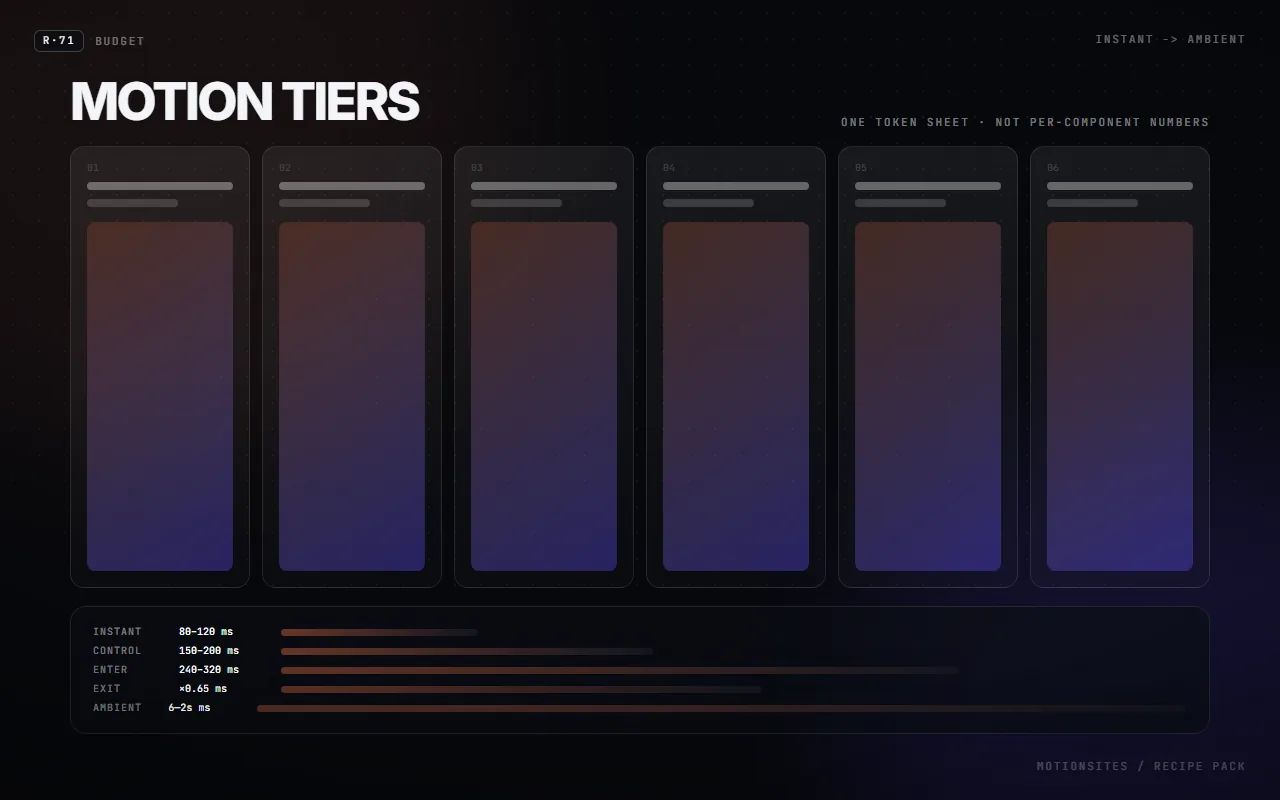 R·71 BUDGET
INSTANT -> AMBIENT
MOTION TIERS
ONE TOKEN SHEET · NOT PER-COMPONENT NUMBERS
01 02 03 04 05 06
INSTANT 80–120 ms
CONTROL 150–200 ms
ENTER 240–320 ms
EXIT ×0.65 ms
AMBIENT 6—2s ms
MOTIONSITES / RECIPE PACK